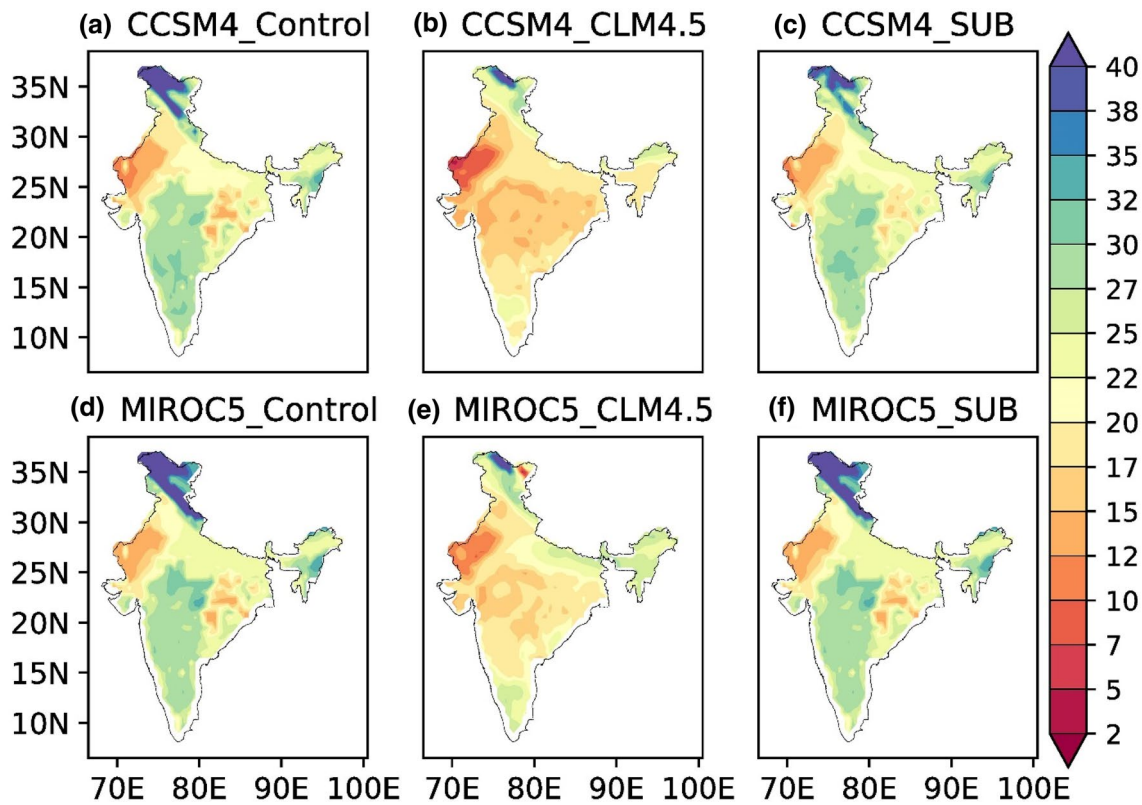 (a) CCSM4_Control
(b) CCSM4_CLM4.5
(c) CCSM4_SUB
35N
30N
25N
20N
15N
10N
(d) MIROC5_Control
(e) MIROC5_CLM4.5
(f) MIROC5_SUB
35N
30N
25N
20N
15N
10N
70E 80E 90E 100E
70E 80E 90E 100E
70E 80E 90E 100E
40
38
35
32
30
27
25
22
20
17
15
12
10
7
5
2